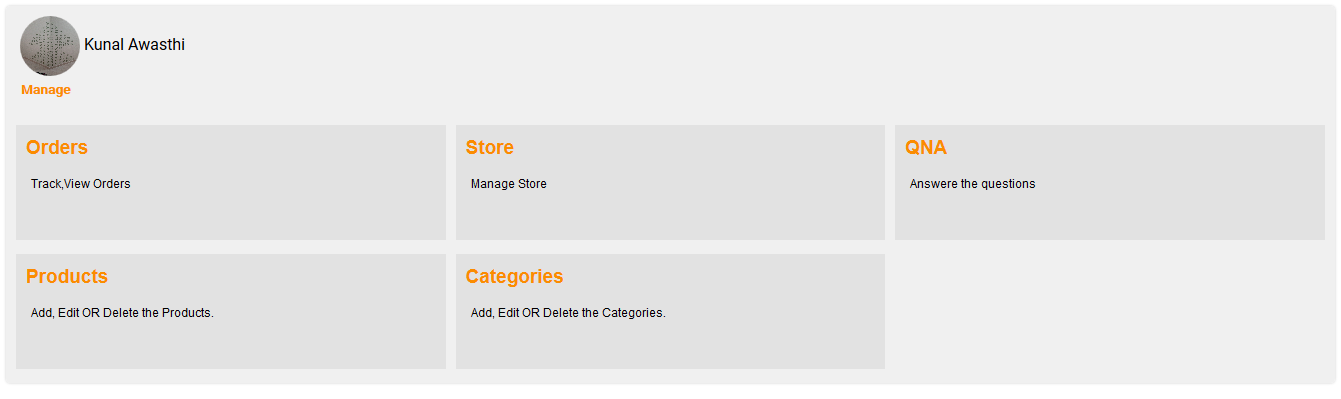 Kunal Awasthi
Manage
Orders
Track,View Orders
Store
Manage Store
QNA
Answere the questions
Products
Add, Edit OR Delete the Products.
Categories
Add, Edit OR Delete the Categories.